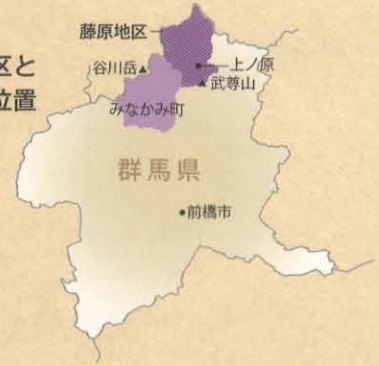 区と
位置
藤原地区
谷川岳▲
上ノ原
▲武尊山
みなかみ町
群馬県
•前橋市